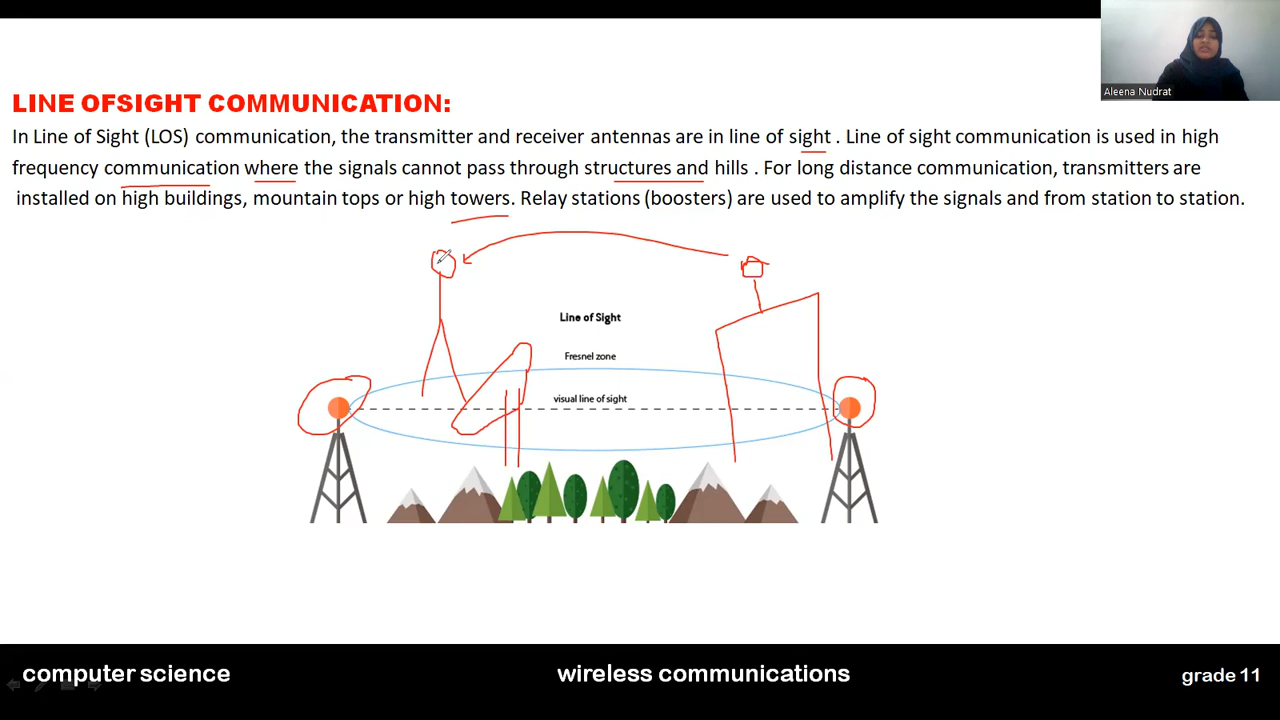 Aleena Nudrat
LINE OFSIGHT COMMUNICATION:
In Line of Sight (LOS) communication, the transmitter and receiver antennas are in line of sight . Line of sight communication is used in high
frequency communication where the signals cannot pass through structures and hills . For long distance communication, transmitters are
installed on high buildings, mountain tops or high towers. Relay stations (boosters) are used to amplify the signals and from station to station.
Line of Sight
Fresnel zone
visual line of sight
computer science
wireless communications
grade 11